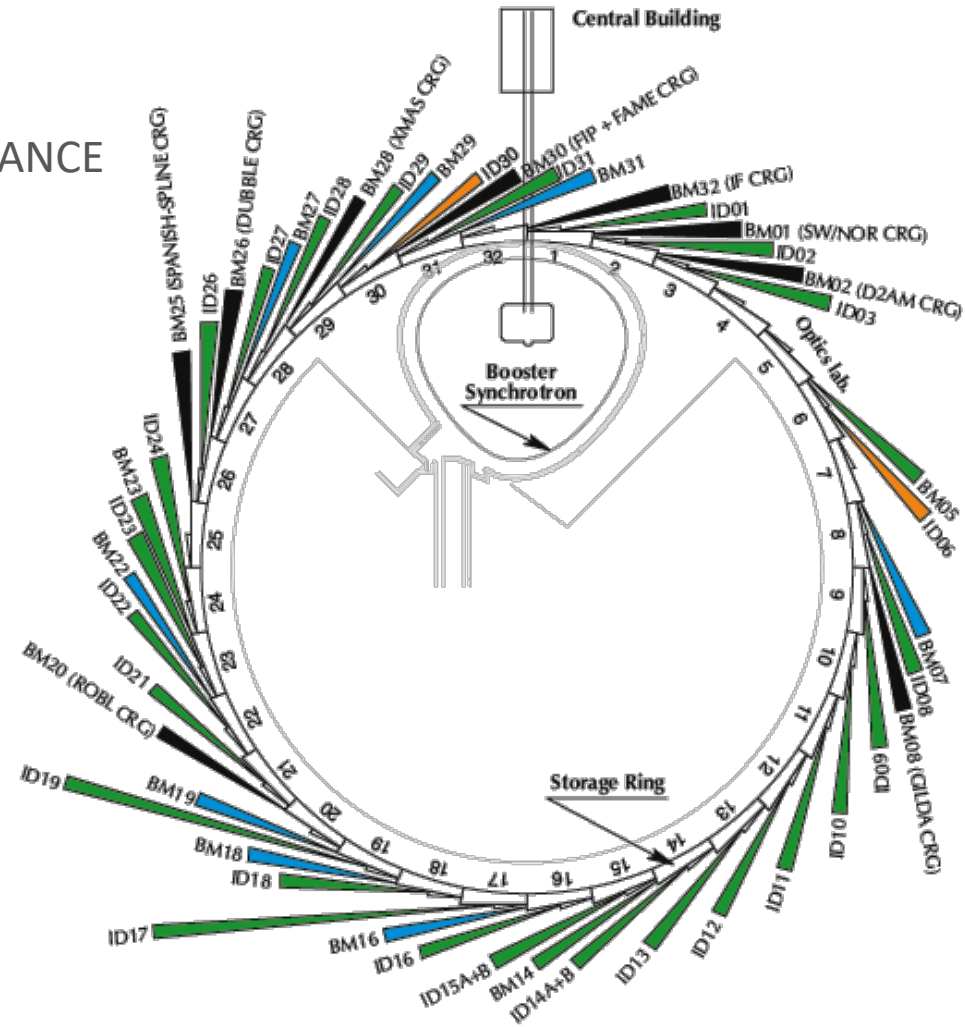 ANCE
Central Building
BM25 (SPANISH-SPLINE CRG)
ID26
BM26 (DUBBLE CRG)
ID27
BM27
ID28
BM28 (XMAS CRG)
ID29
BM29
ID30
BM30 (FIP + FAME CRG)
ID31
BM31
BM32 (IF CRG)
ID01
BM01 (SW/NOR CRG)
ID02
BM02 (D2AM CRG)
ID03
Optics lab.
BM05
ID06
BM07
ID08
BM08 (GILDA CRG)
ID09
ID10
ID11
ID12
ID13
ID14A+B
BM14
ID15A+B
ID16
BM16
ID17
ID18
BM18
BM19
ID19
BM20 (ROBL CRG)
ID21
ID22
BM22
ID23
BM23
ID24
1
2
3
4
5
6
7
8
9
10
11
12
13
14
15
16
17
18
19
20
21
22
23
24
25
26
27
28
29
30
31
32
Booster
Synchrotron
Storage Ring